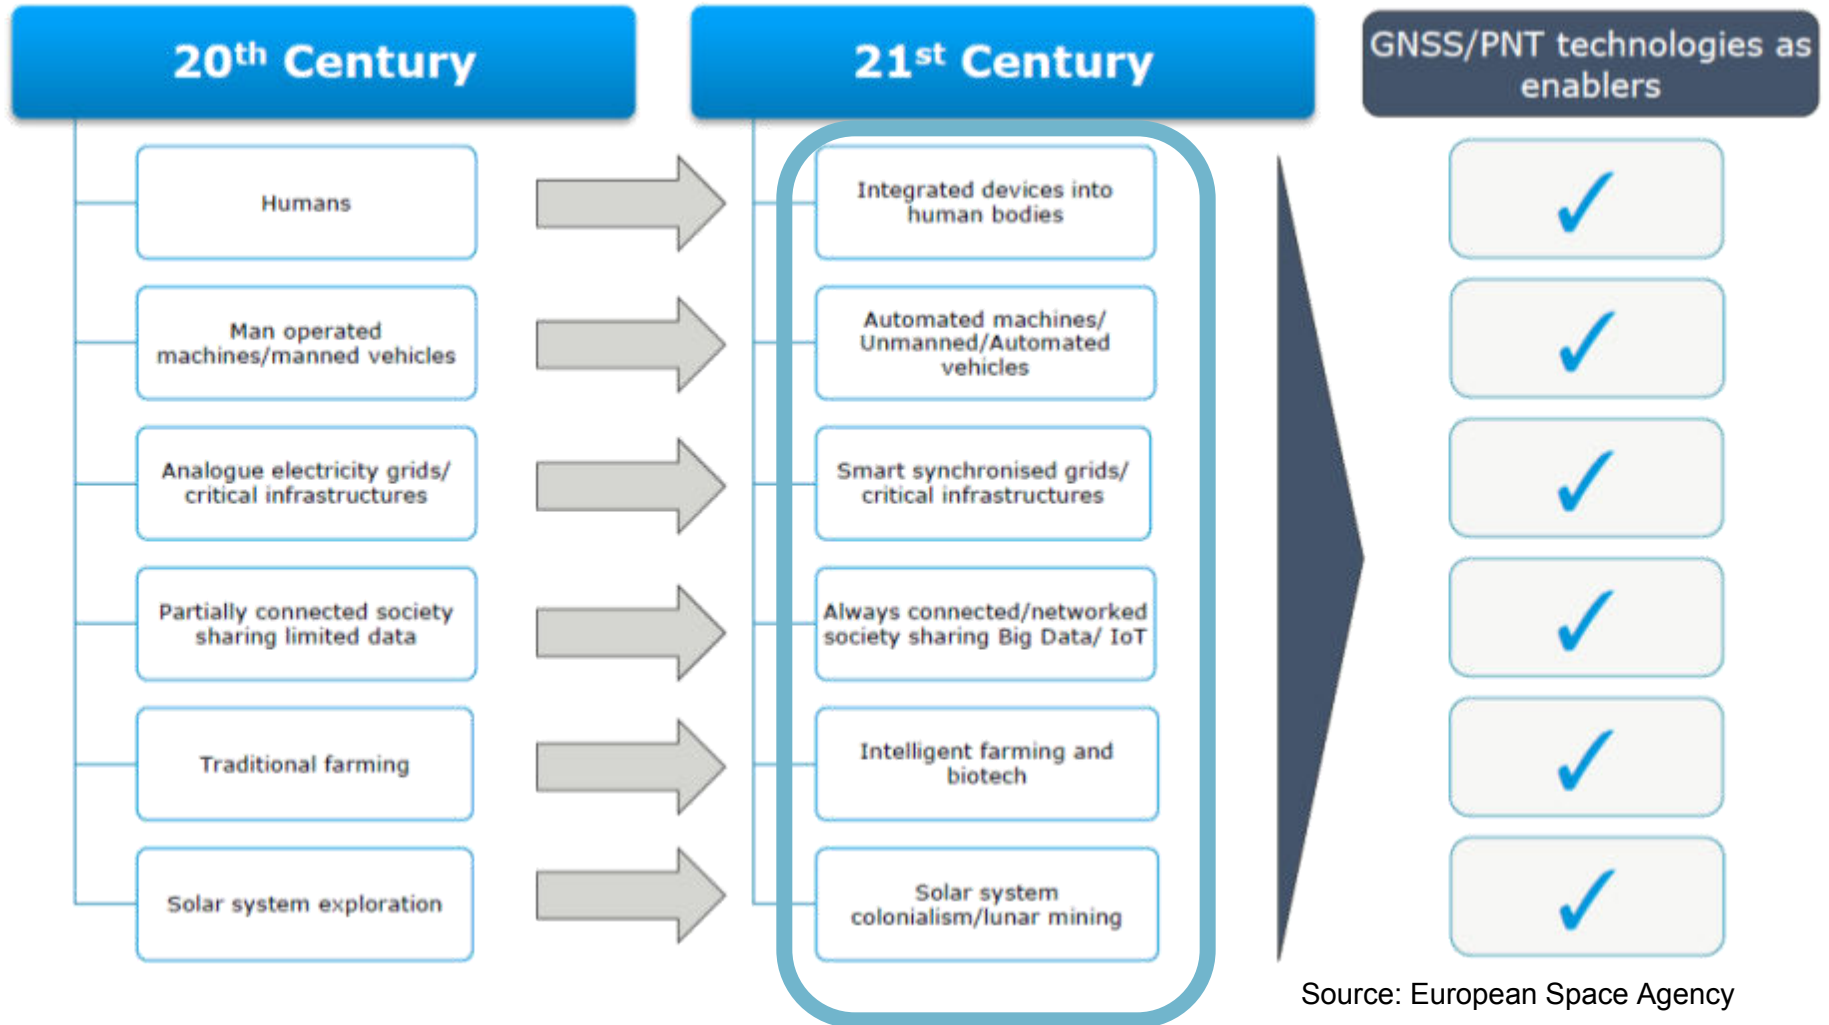 20th Century
21st Century
GNSS/PNT technologies as
enablers
Humans
Integrated devices into
human bodies
Man operated
machines/manned vehicles
Automated machines/
Unmanned/Automated
vehicles
Analogue electricity grids/
critical infrastructures
Smart synchronised grids/
critical infrastructures
Partially connected society
sharing limited data
Always connected/networked
society sharing Big Data/ IoT
Traditional farming
Intelligent farming and
biotech
Solar system exploration
Solar system
colonialism/lunar mining
Source: European Space Agency